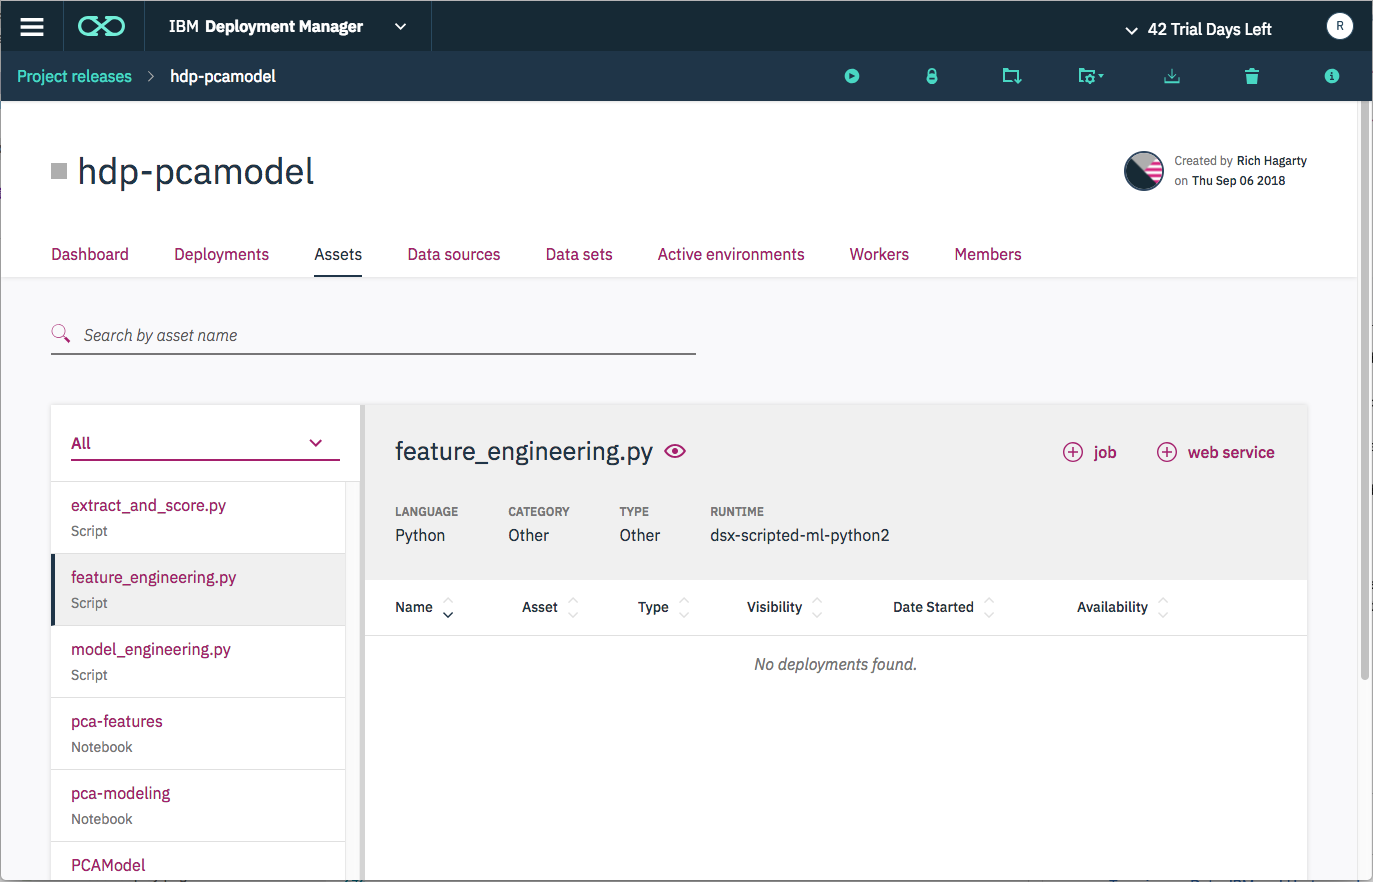 IBM Deployment Manager
42 Trial Days Left
R
Project releases > hdp-pcamodel
hdp-pcamodel
Created by Rich Hagarty
on Thu Sep 06 2018
Dashboard Deployments Assets Data sources Data sets Active environments Workers Members
Search by asset name
All
extract_and_score.py
Script
feature_engineering.py
Script
model_engineering.py
Script
pca-features
Notebook
pca-modeling
Notebook
PCAModel
feature_engineering.py
job
web service
LANGUAGE CATEGORY TYPE RUNTIME
Python Other Other dsx-scripted-ml-python2
Name Asset Type Visibility Date Started Availability
No deployments found.